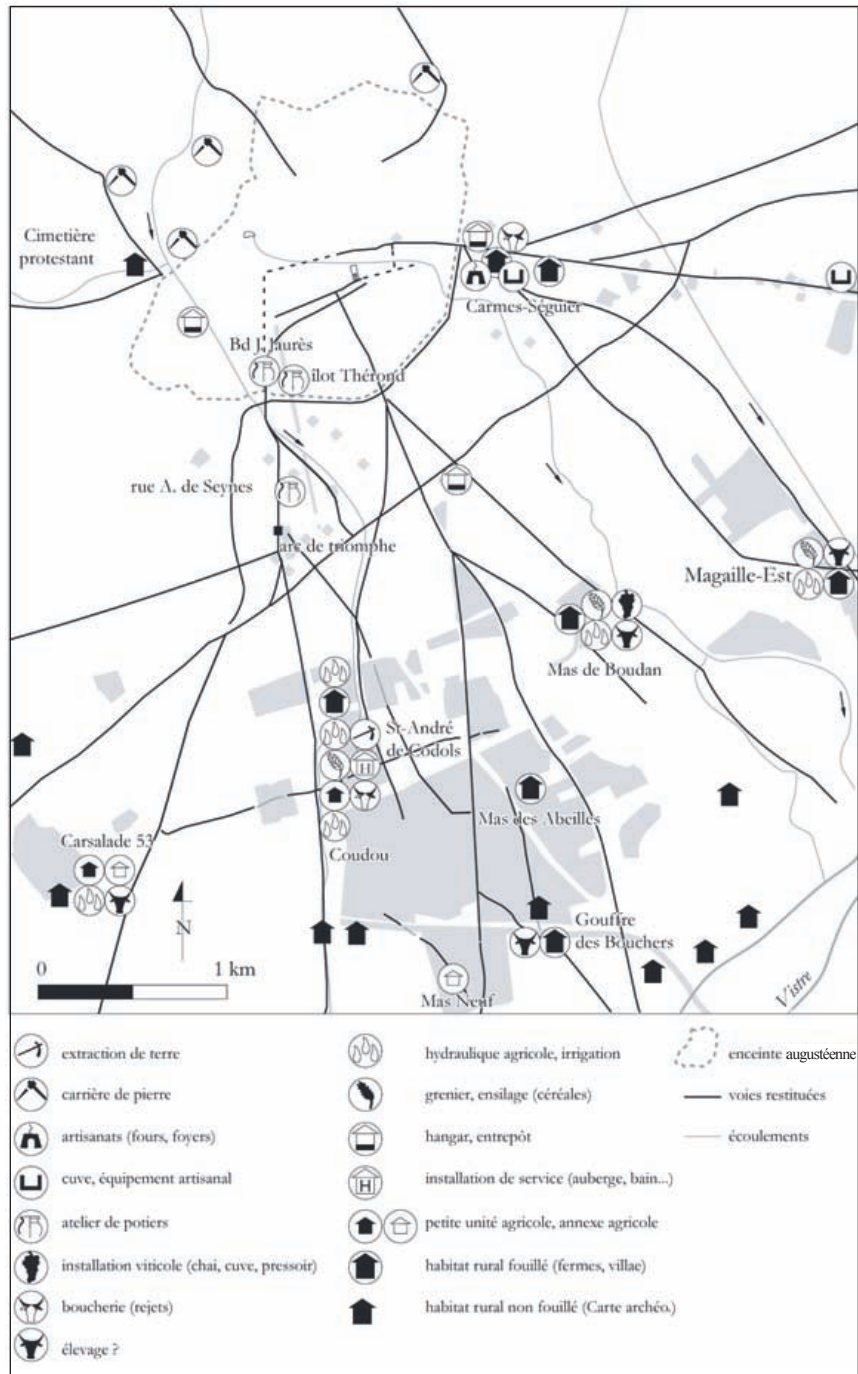 Cimetière
protestant
Carmes-Séguier
Bd J. Jaurès
îlot Thérond
rue A. de Seynes
arc de triomphe
Magaille-Est
Mas de Boudan
St-André
de Codols
H
Mas des Abeilles
Carsalade 53
Coudou
N
Gouffre
des Bouchers
0 1 km
Mas Neuf
Vistre
extraction de terre
carrière de pierre
artisanats (fours, foyers)
cuve, équipement artisanal
atelier de potiers
installation viticole (chai, cuve, pressoir)
boucherie (rejets)
élevage ?
hydraulique agricole, irrigation
grenier, ensilage (céréales)
hangar, entrepôt
H installation de service (auberge, bain...)
petite unité agricole, annexe agricole
habitat rural fouillé (fermes, villae)
habitat rural non fouillé (Carte archéo.)
enceinte augustéenne
voies restituées
écoulements